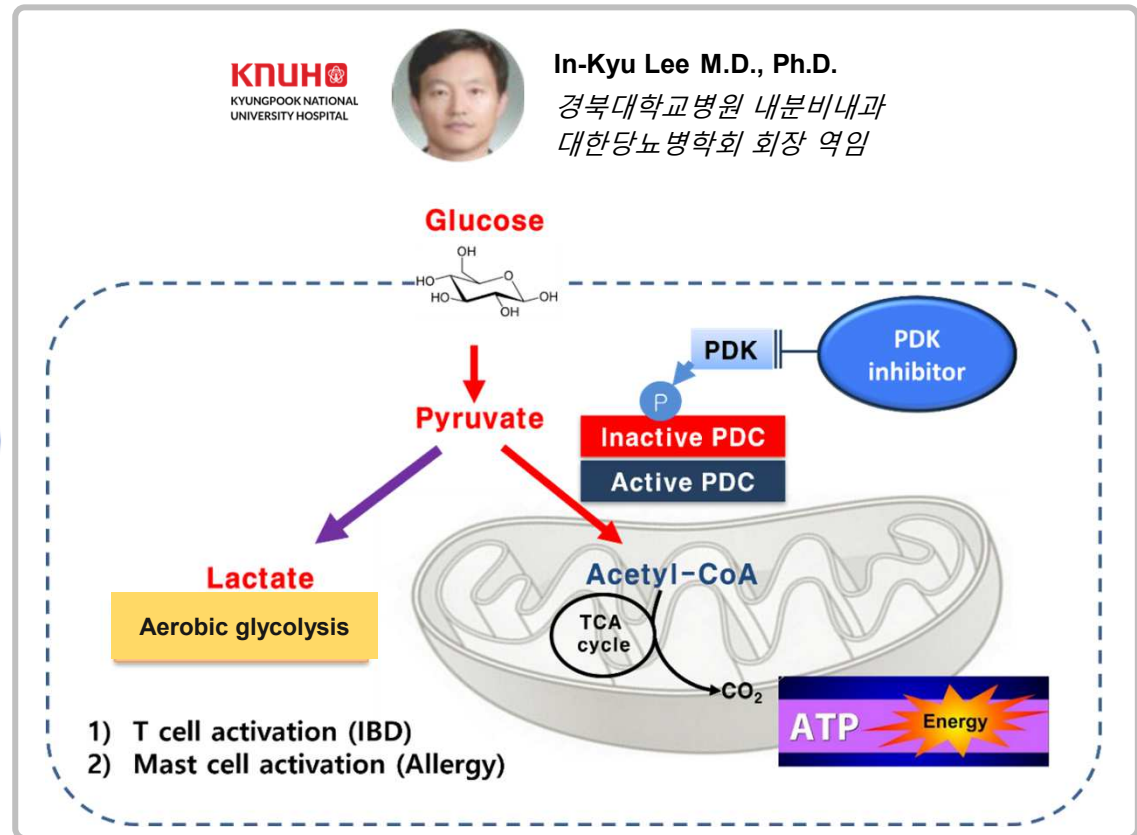 KNUH
KYUNGPOOK NATIONAL
UNIVERSITY HOSPITAL
In-Kyu Lee M.D., Ph.D.
경북대학교병원 내분비내과
대한당뇨병학회 회장 역임
Glucose
OH
HO
O
HO
OH
OH
PDK
PDK
inhibitor
P
Pyruvate
Inactive PDC
Active PDC
Lactate
Acetyl-CoA
Aerobic glycolysis
TCA
cycle
CO₂
ATP
Energy
1) T cell activation (IBD)
2) Mast cell activation (Allergy)